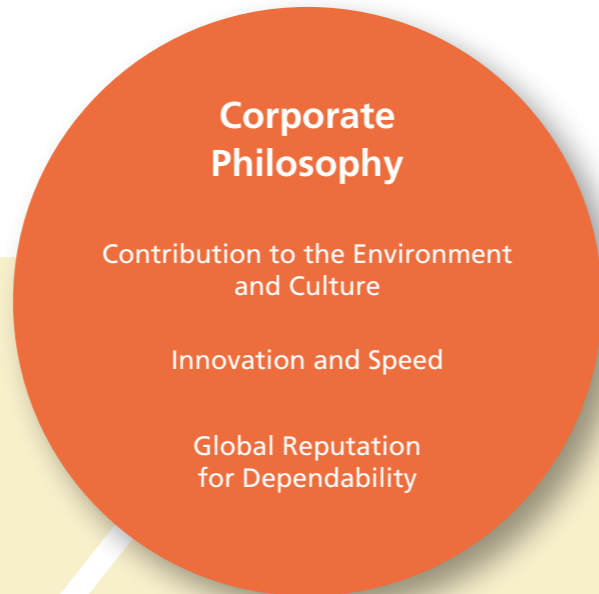 Corporate
Philosophy
Contribution to the Environment
and Culture
Innovation and Speed
Global Reputation
for Dependability